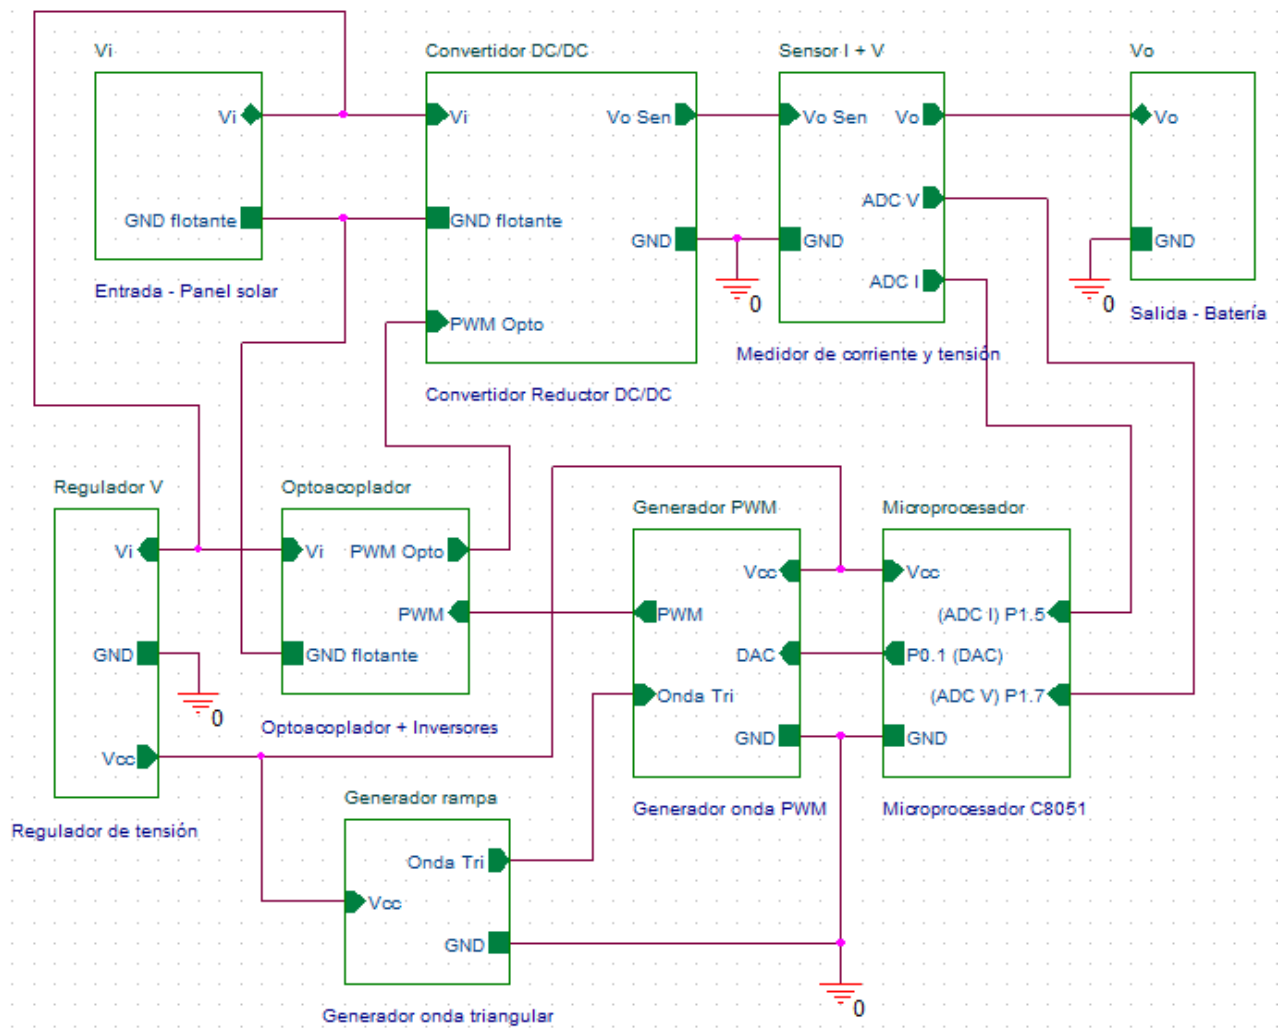 Vi
Convertidor DC/DC
Sensor I + V
Vo
Vi
Vi
Vo Sen
Vo Sen
Vo
Vo
ADC V
GND flotante
GND flotante
GND
GND
GND
ADC I
Entrada - Panel solar
0
0
Salida - Batería
PWM Opto
Medidor de corriente y tensión
Convertidor Reductor DC/DC
Regulador V
Optoacoplador
Generador PWM
Microprocesador
Vi
Vi
PWM Opto
Vcc
Vcc
PWM
PWM
(ADC I) P1.5
GND
GND flotante
DAC
P0.1 (DAC)
Onda Tri
(ADC V) P1.7
0
Optoacoplador + Inversores
GND
GND
Vcc
Generador rampa
Generador onda PWM
Microprocesador C8051
Regulador de tensión
Onda Tri
Vcc
GND
0
Generador onda triangular